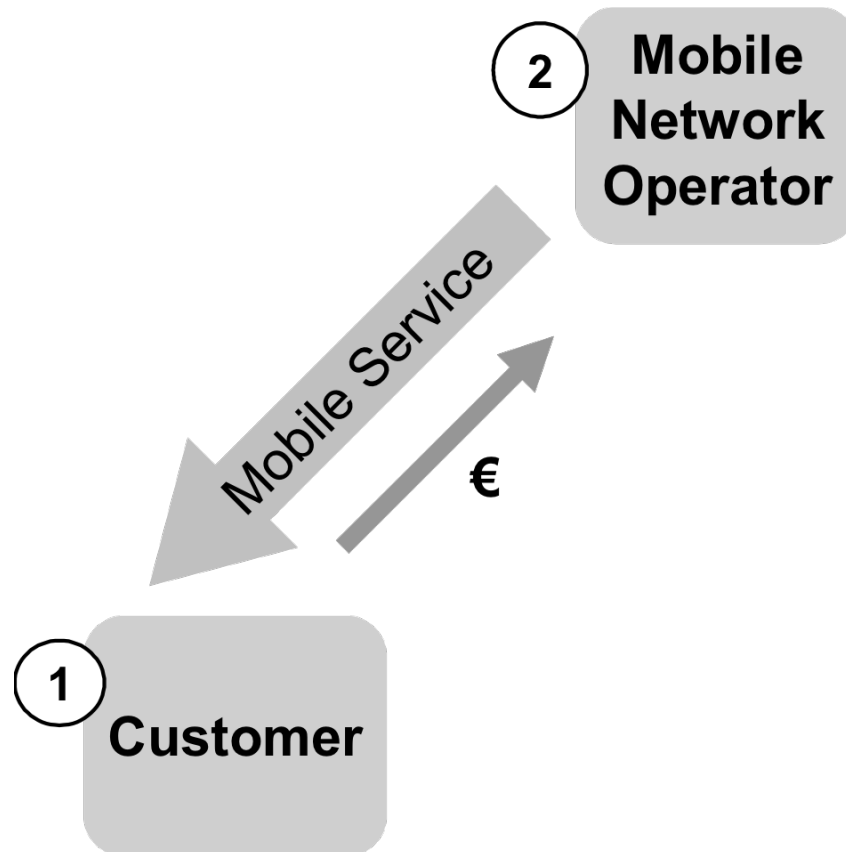 2
Mobile
Network
Operator
Mobile Service
€
1
Customer